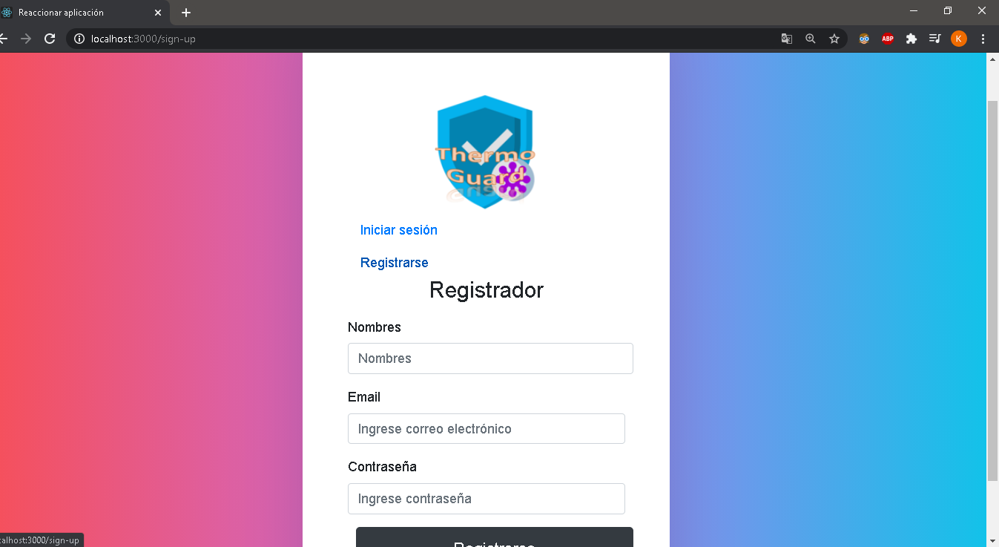 Reaccionar aplicación
localhost:3000/sign-up
ABP
K
Thermo
Guard
Iniciar sesión
Registrarse
Registrador
Nombres
Nombres
Email
Ingrese correo electrónico
Contraseña
Ingrese contraseña
Registrarse
calhost:3000/sign-up